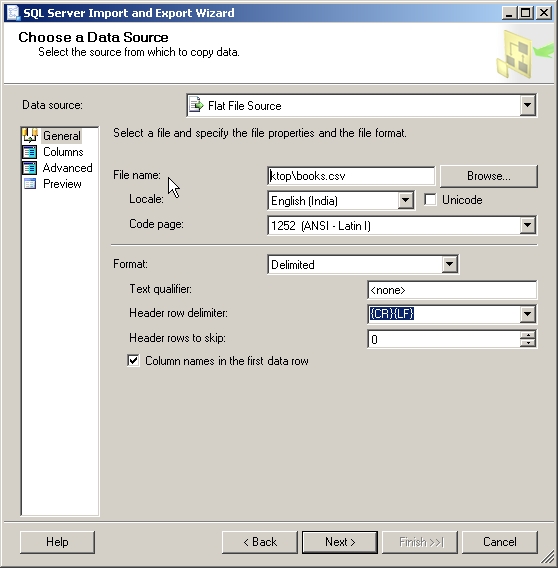 SQL Server Import and Export Wizard
Choose a Data Source
Select the source from which to copy data.
Data source: Flat File Source
General
Columns
Advanced
Preview
Select a file and specify the file properties and the file format.
File name: ktop\books.csv Browse...
Locale: English (India) Unicode
Code page: 1252 (ANSI - Latin I)
Format: Delimited
Text qualifier: <none>
Header row delimiter: {CR}{LF}
Header rows to skip: 0
Column names in the first data row
Help < Back Next > Finish >>| Cancel